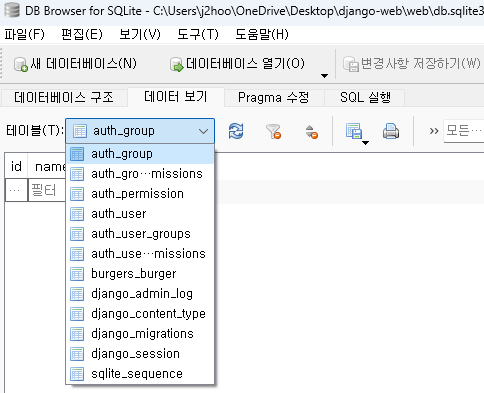 DB Browser for SQLite - C:\Users\j2hoo\OneDrive\Desktop\django-web\web\db.sqlite3
파일(F) 편집(E) 보기(V) 도구(T) 도움말(H)
새 데이터베이스(N) 데이터베이스 열기(O)... 변경사항 저장하기(W)
데이터베이스 구조 데이터 보기 Pragma 수정 SQL 실행
테이블(T): auth_group » 모든…
id name
… 필터
auth_group
auth_gro…missions
auth_permission
auth_user
auth_user_groups
auth_use…missions
burgers_burger
django_admin_log
django_content_type
django_migrations
django_session
sqlite_sequence